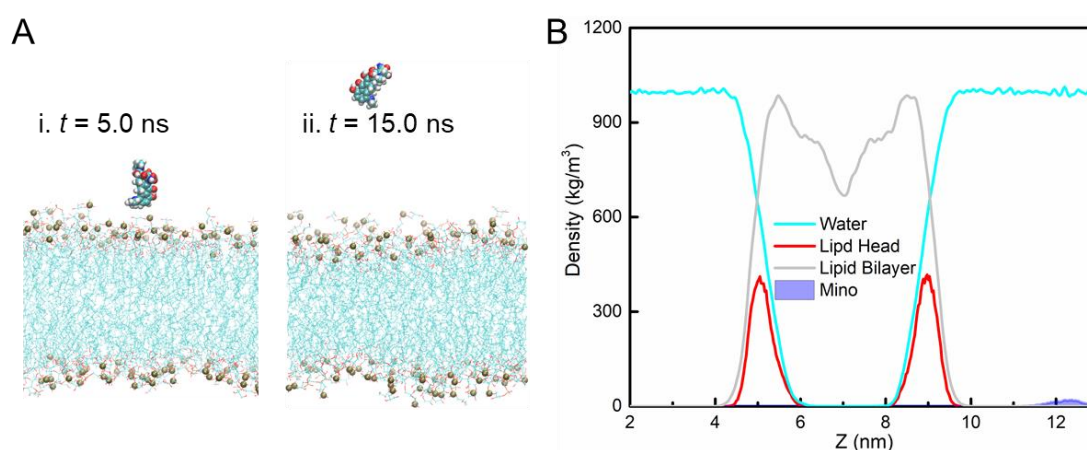 A
i. t = 5.0 ns
ii. t = 15.0 ns
B
1200
900
600
300
0
Density (kg/m³)
Water
Lipd Head
Lipid Bilayer
Mino
2 4 6 8 10 12
Z (nm)